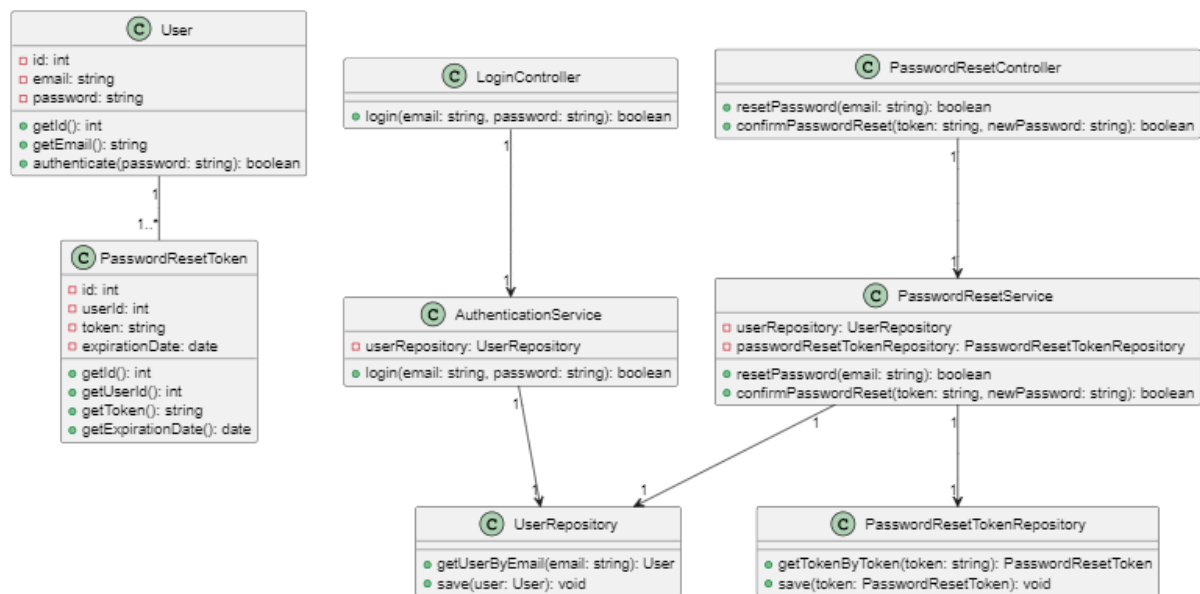 C User
id: int
email: string
password: string
getId(): int
getEmail(): string
authenticate(password: string): boolean
1
1..*
C PasswordResetToken
id: int
userId: int
token: string
expirationDate: date
getId(): int
getUserId(): int
getToken(): string
getExpirationDate(): date
C LoginController
login(email: string, password: string): boolean
1
1
C AuthenticationService
userRepository: UserRepository
login(email: string, password: string): boolean
1
1
C PasswordResetController
resetPassword(email: string): boolean
confirmPasswordReset(token: string, newPassword: string): boolean
1
1
C PasswordResetService
userRepository: UserRepository
passwordResetTokenRepository: PasswordResetTokenRepository
resetPassword(email: string): boolean
confirmPasswordReset(token: string, newPassword: string): boolean
1
1
1
1
C UserRepository
getUserByEmail(email: string): User
save(user: User): void
C PasswordResetTokenRepository
getTokenByToken(token: string): PasswordResetToken
save(token: PasswordResetToken): void